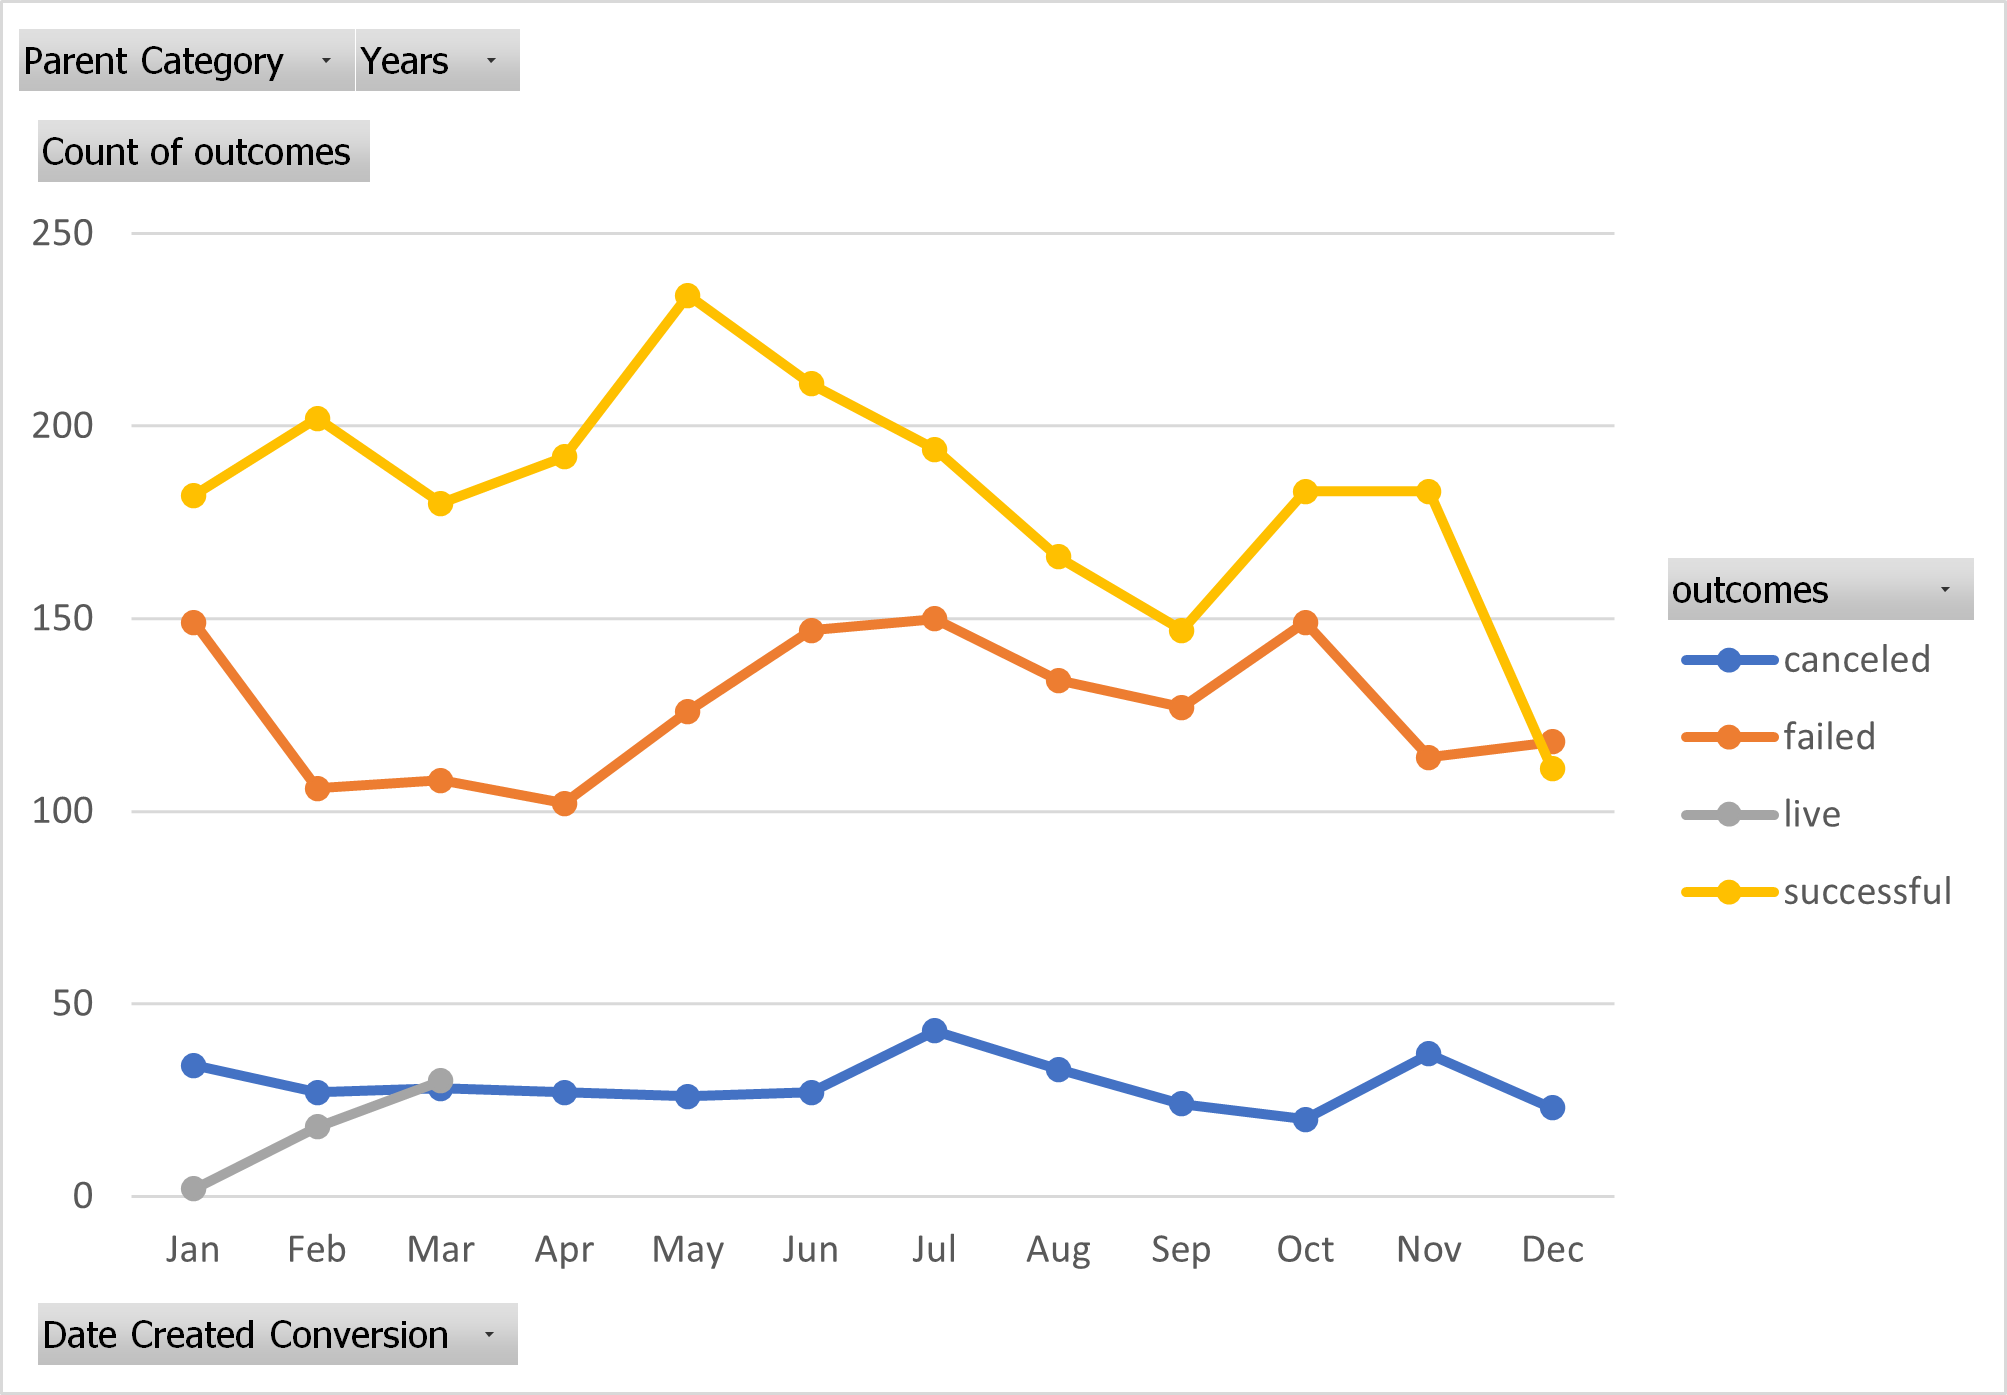 Parent Category Years
Count of outcomes
250
200
150
100
50
0
Jan Feb Mar Apr May Jun Jul Aug Sep Oct Nov Dec
outcomes
canceled
failed
live
successful
Date Created Conversion